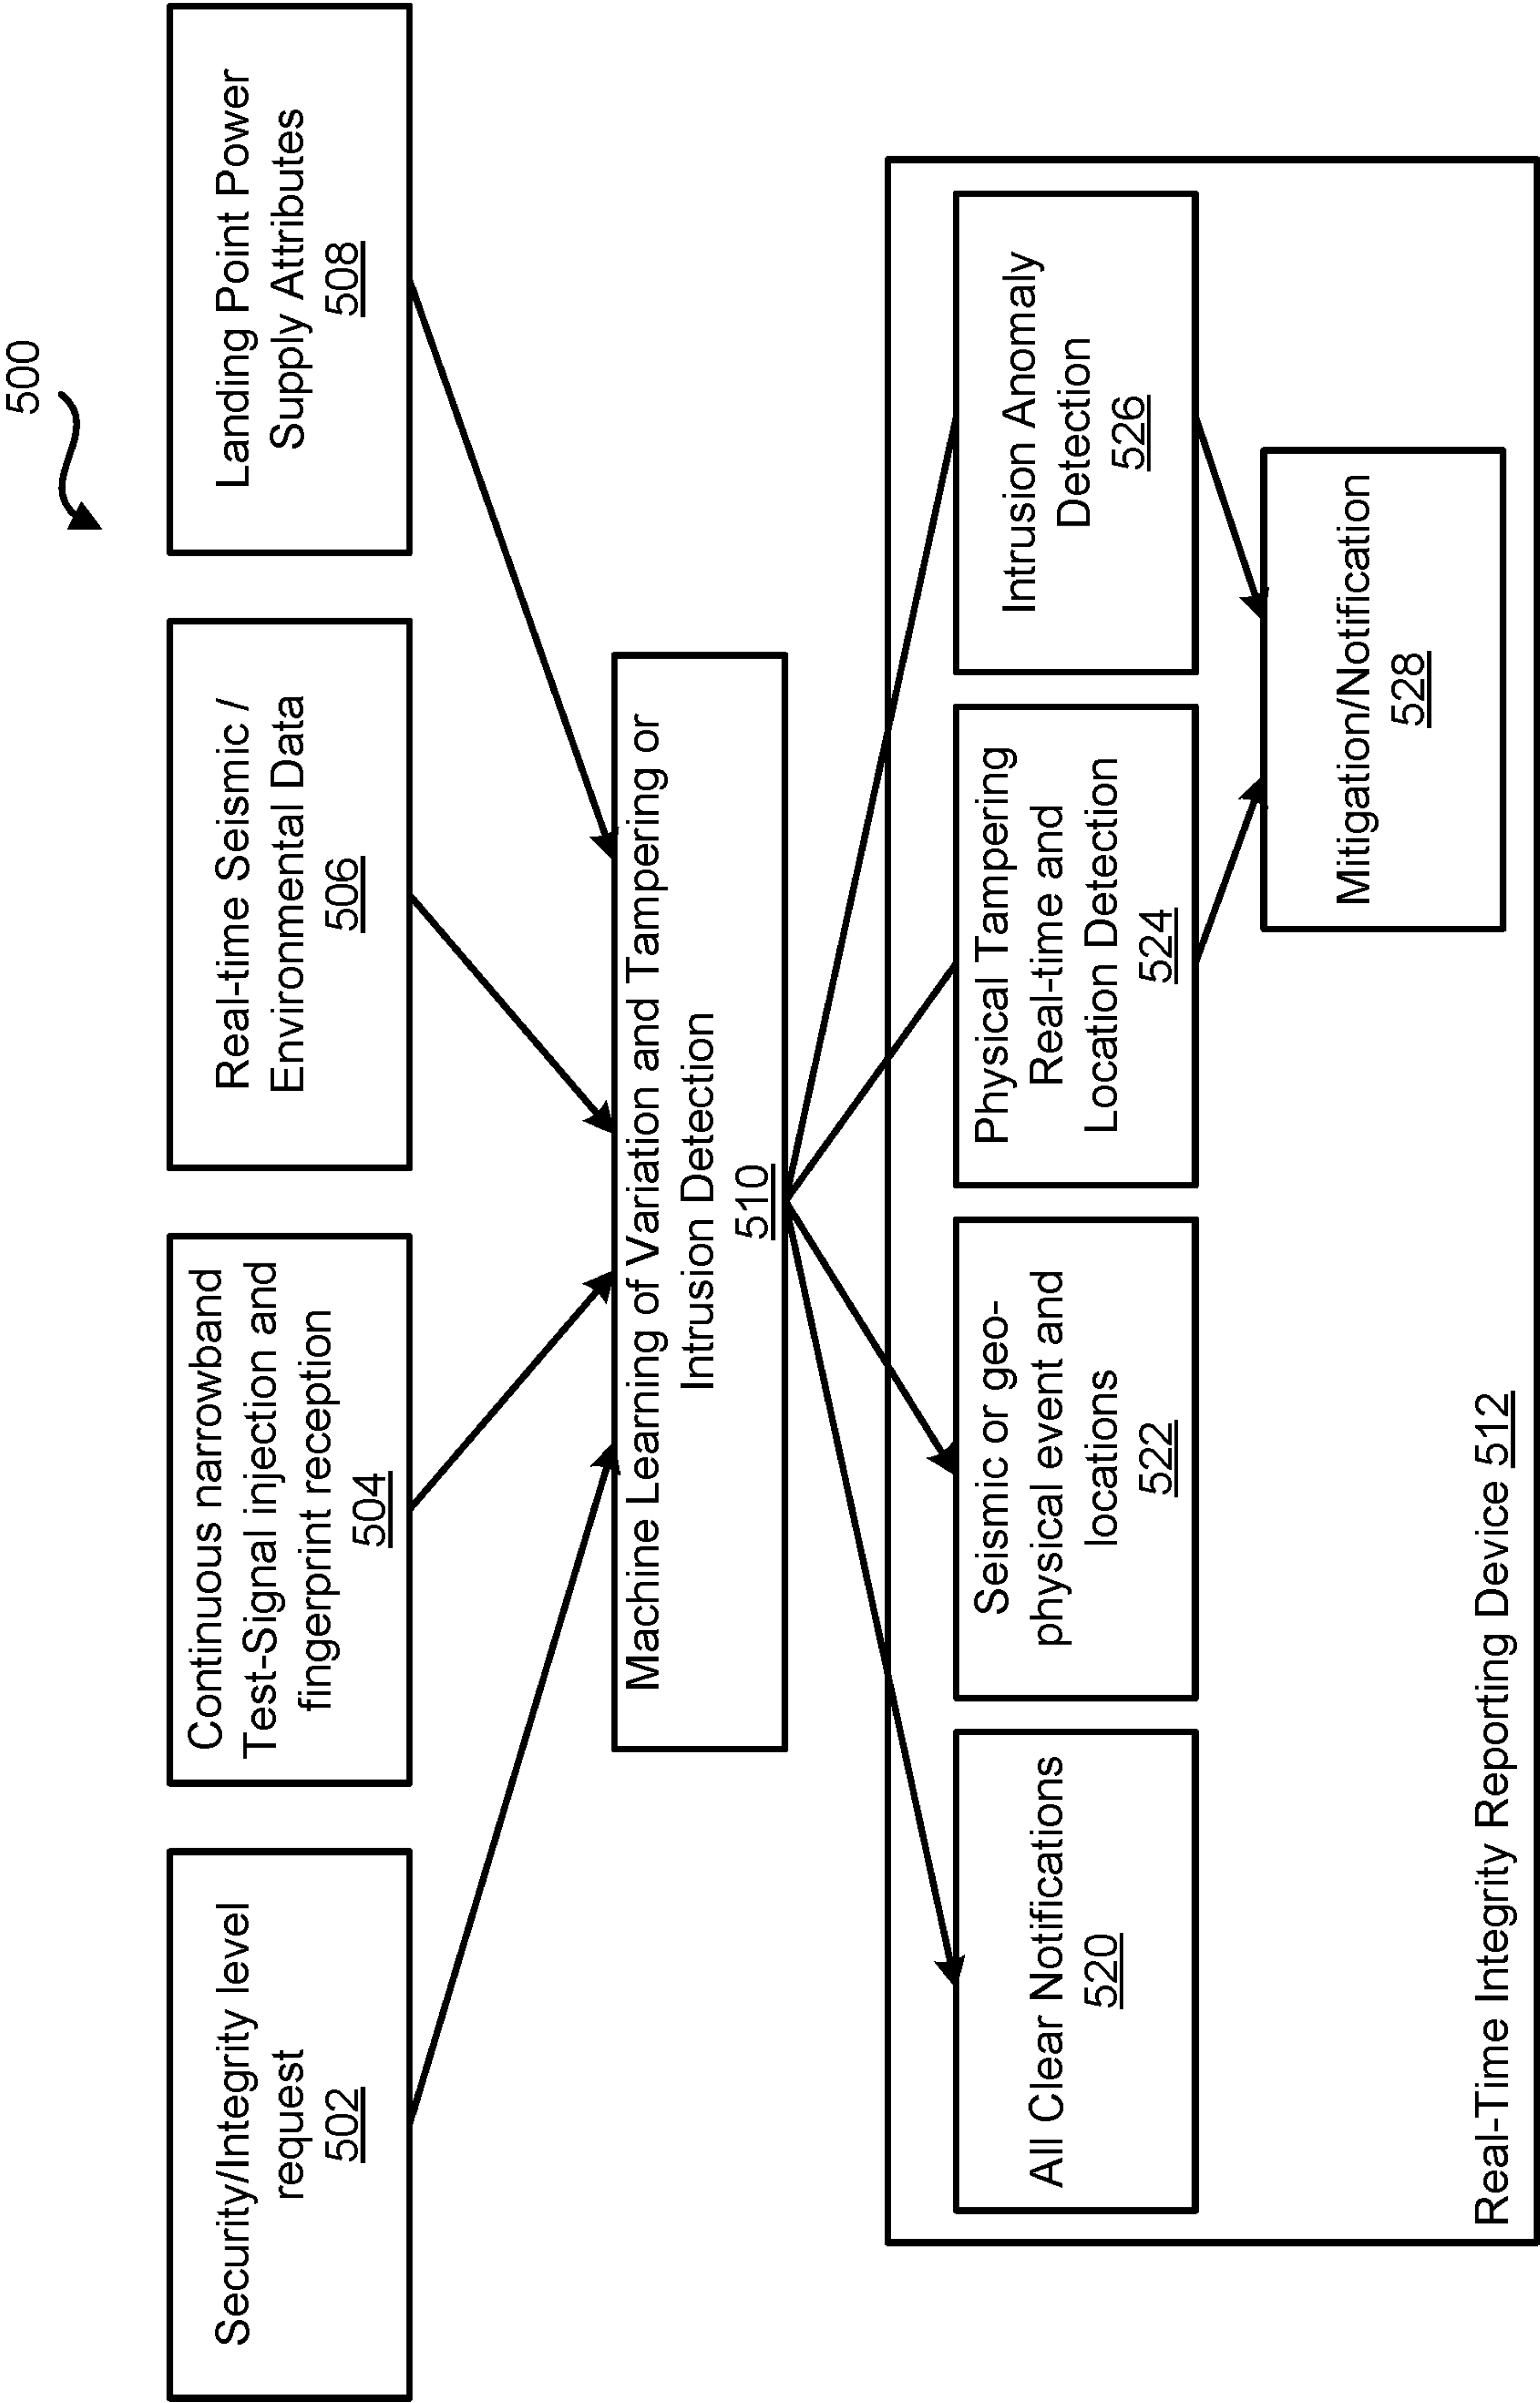 500
Security/Integrity level
request
502
Continuous narrowband
Test-Signal injection and
fingerprint reception
504
Real-time Seismic /
Environmental Data
506
Landing Point Power
Supply Attributes
508
Machine Learning of Variation and Tampering or
Intrusion Detection
510
All Clear Notifications
520
Seismic or geo-
physical event and
locations
522
Physical Tampering
Real-time and
Location Detection
524
Intrusion Anomaly
Detection
526
Mitigation/Notification
528
Real-Time Integrity Reporting Device 512